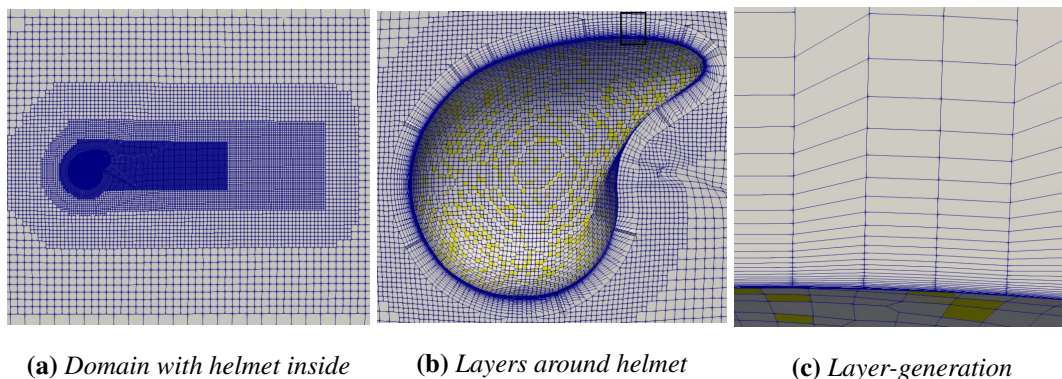 (a) Domain with helmet inside
(b) Layers around helmet
(c) Layer-generation